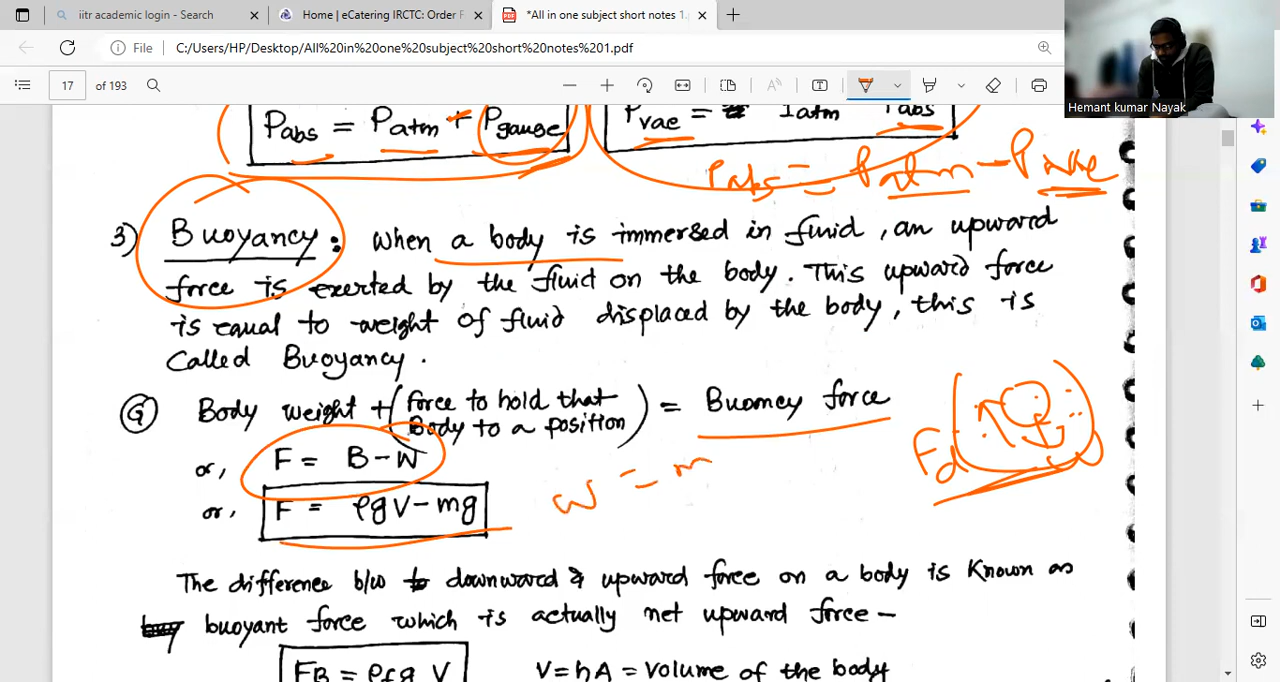 iitr academic login - Search
Home | eCatering IRCTC: Order F
*All in one subject short notes 1.p
File
C:/Users/HP/Desktop/All%20in%20one%20subject%20short%20notes%201.pdf
17 of 193
Hemant kumar Nayak
Pabs = Patm + Pgauge
Pvac = 1atm Pabs
Pabs = Patm -
3) Buoyancy: When a body is immersed in fluid, an upward
force is exerted by the fluid on the body. This upward force
is equal to weight of fluid displaced by the body, this is
Called Buoyancy.
Body weight + (force to hold that Body to a position) = Buoncy force
or, F = B-W
or, F = ρgV-mg
W = m
The difference b/w downward & upward force on a body is Known as
buoyant force which is actually net upward force-
FB = ρfg V V=hA = Volume of the body